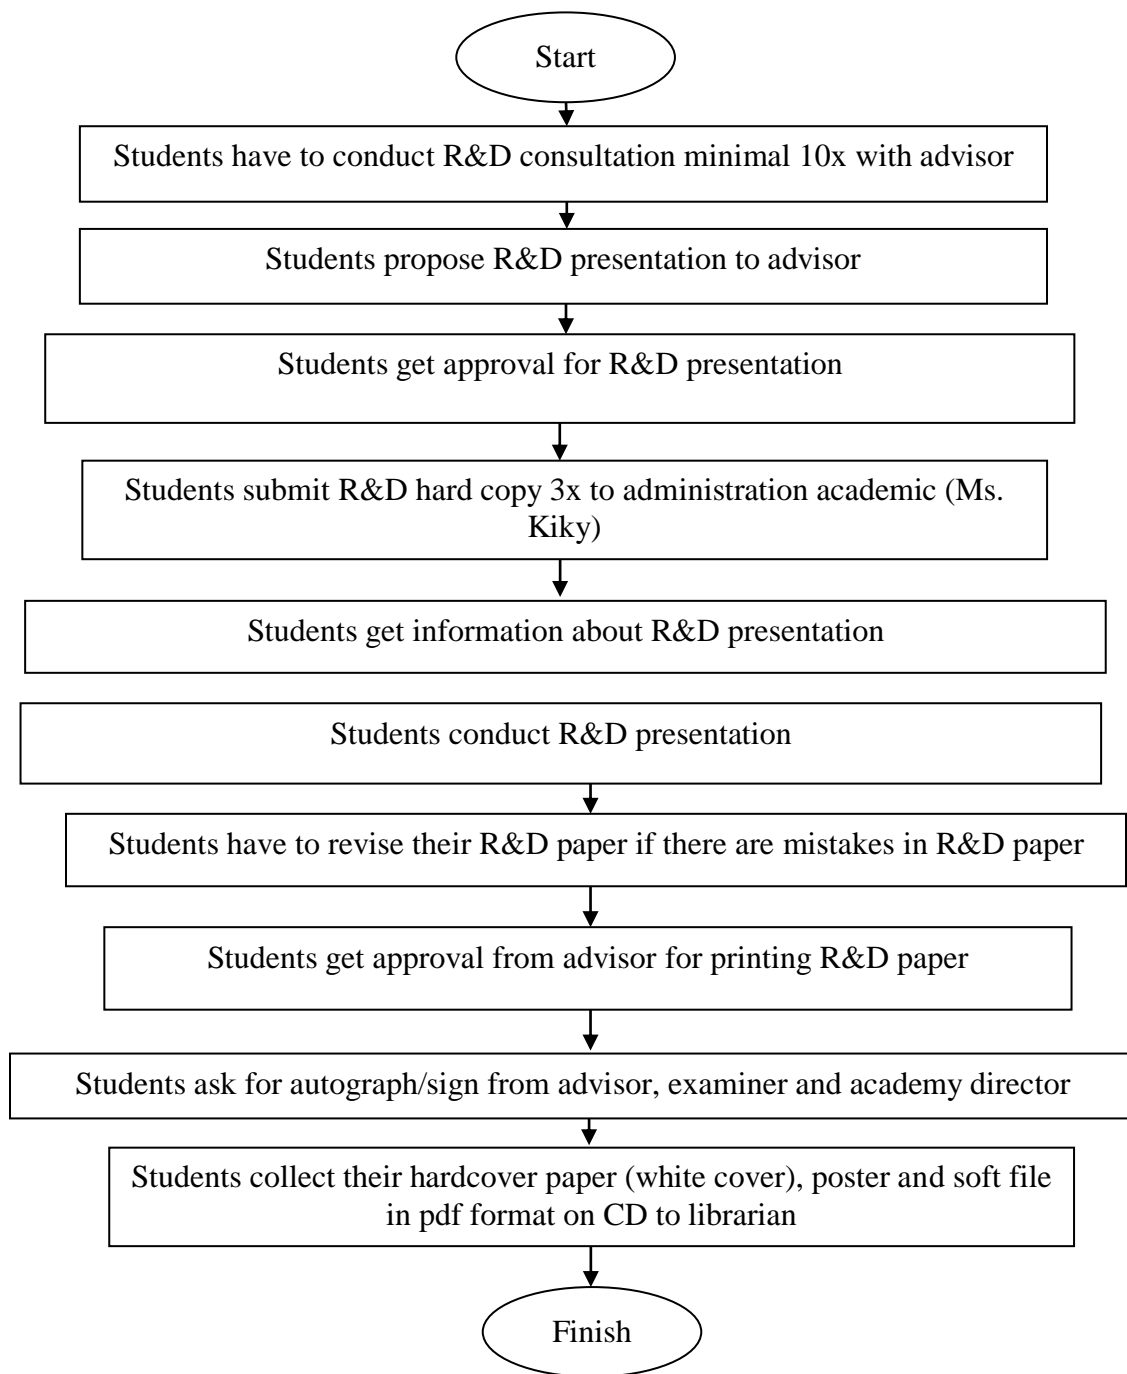 Start
Students have to conduct R&D consultation minimal 10x with advisor
Students propose R&D presentation to advisor
Students get approval for R&D presentation
Students submit R&D hard copy 3x to administration academic (Ms.
Kiky)
Students get information about R&D presentation
Students conduct R&D presentation
Students have to revise their R&D paper if there are mistakes in R&D paper
Students get approval from advisor for printing R&D paper
Students ask for autograph/sign from advisor, examiner and academy director
Students collect their hardcover paper (white cover), poster and soft file
in pdf format on CD to librarian
Finish